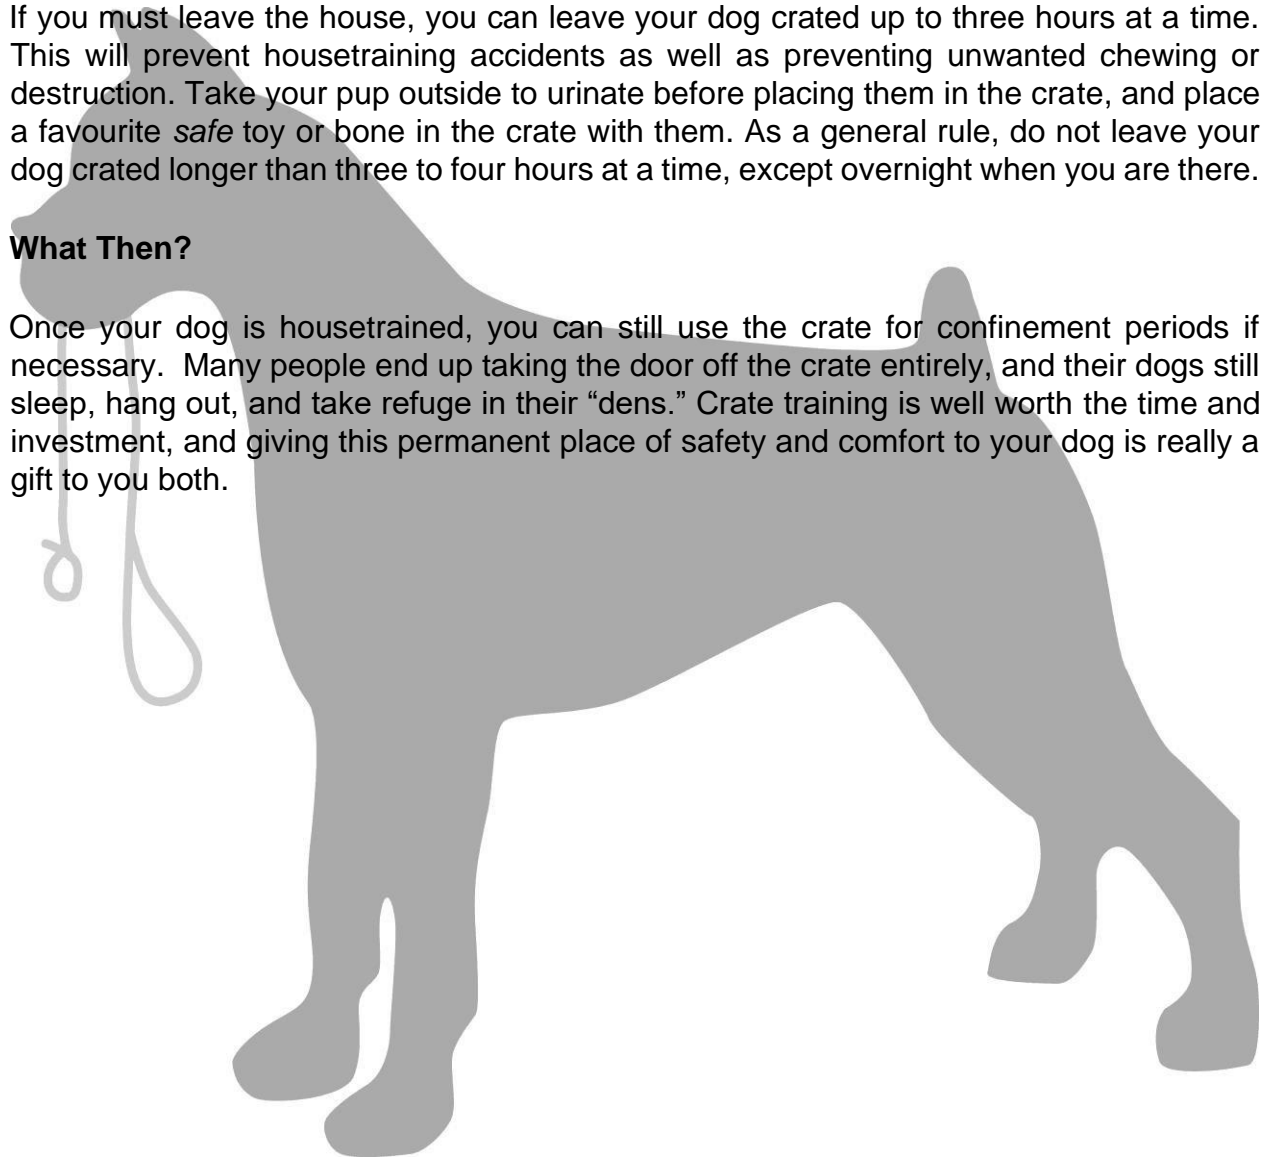 If you must leave the house, you can leave your dog crated up to three hours at a time.
This will prevent housetraining accidents as well as preventing unwanted chewing or
destruction. Take your pup outside to urinate before placing them in the crate, and place
a favourite safe toy or bone in the crate with them. As a general rule, do not leave your
dog crated longer than three to four hours at a time, except overnight when you are there.
What Then?
Once your dog is housetrained, you can still use the crate for confinement periods if
necessary.  Many people end up taking the door off the crate entirely, and their dogs still
sleep, hang out, and take refuge in their “dens.” Crate training is well worth the time and
investment, and giving this permanent place of safety and comfort to your dog is really a
gift to you both.